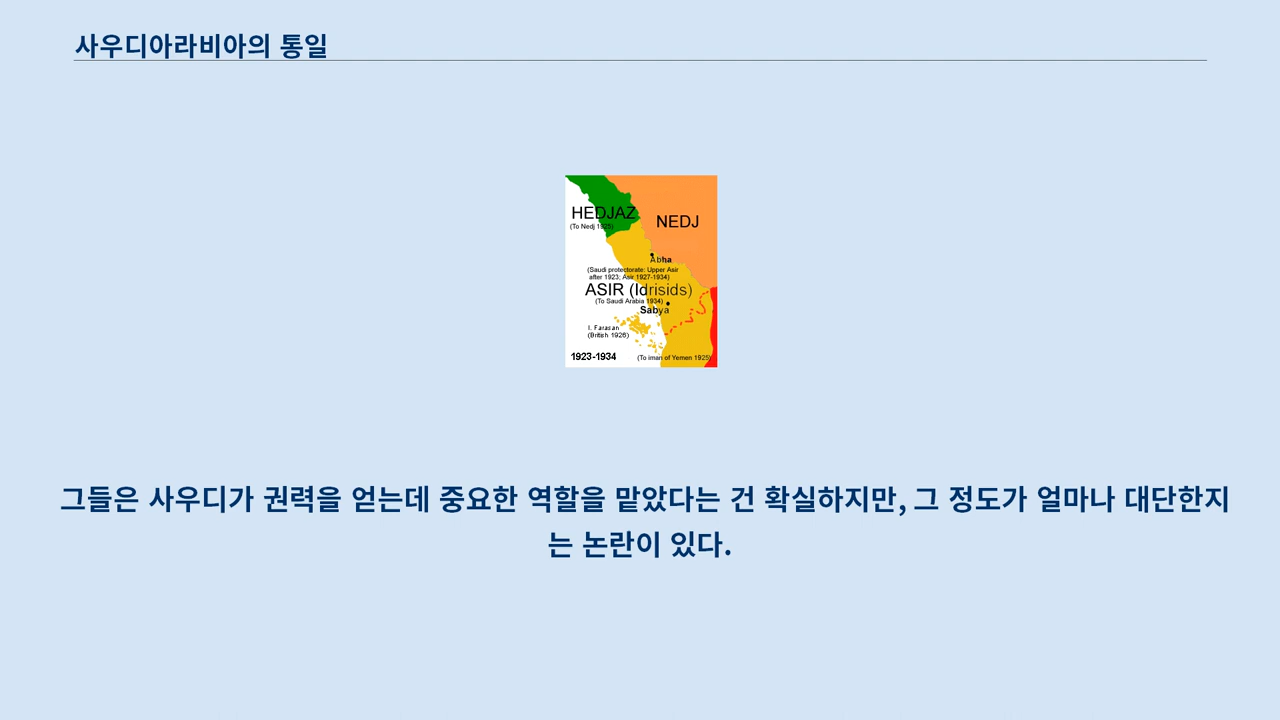 사우디아라비아의 통일
HEDJAZ
(To Nedj 1925)
NEDJ
Abha
(Saudi protectorate: Upper Asir
after 1923; Asir 1927-1934)
ASIR (Idrisids)
(To Saudi Arabia 1934)
Sabya
I. Farasan
(British 1926)
1923-1934
(To iman of Yemen 1925)
그들은 사우디가 권력을 얻는데 중요한 역할을 맡았다는 건 확실하지만, 그 정도가 얼마나 대단한지
는 논란이 있다.